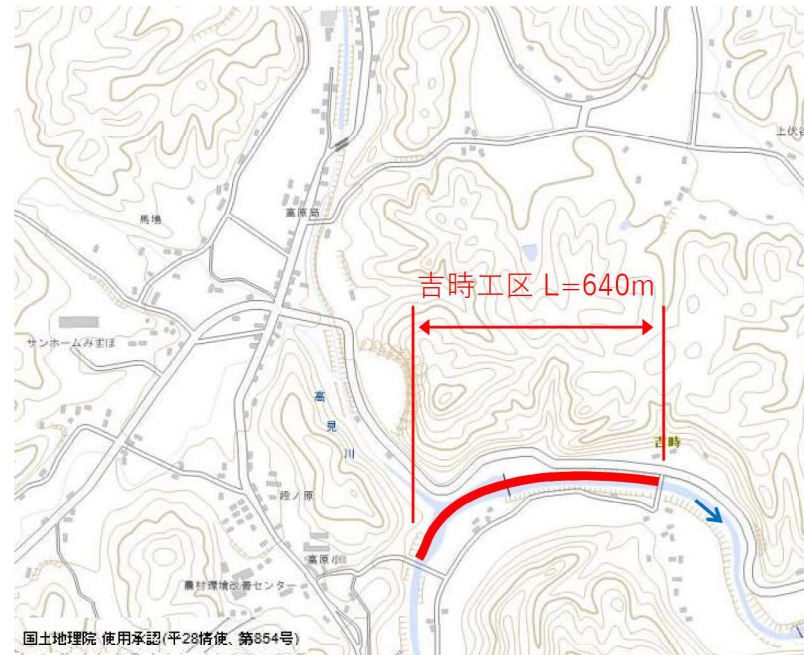 上伏谷
馬場
高原局
吉時工区 L=640m
サンホームみずほ
高見川
吉時
段ノ原
高原小
農村環境改善センター
国土地理院 使用承認(平28情使、第854号)